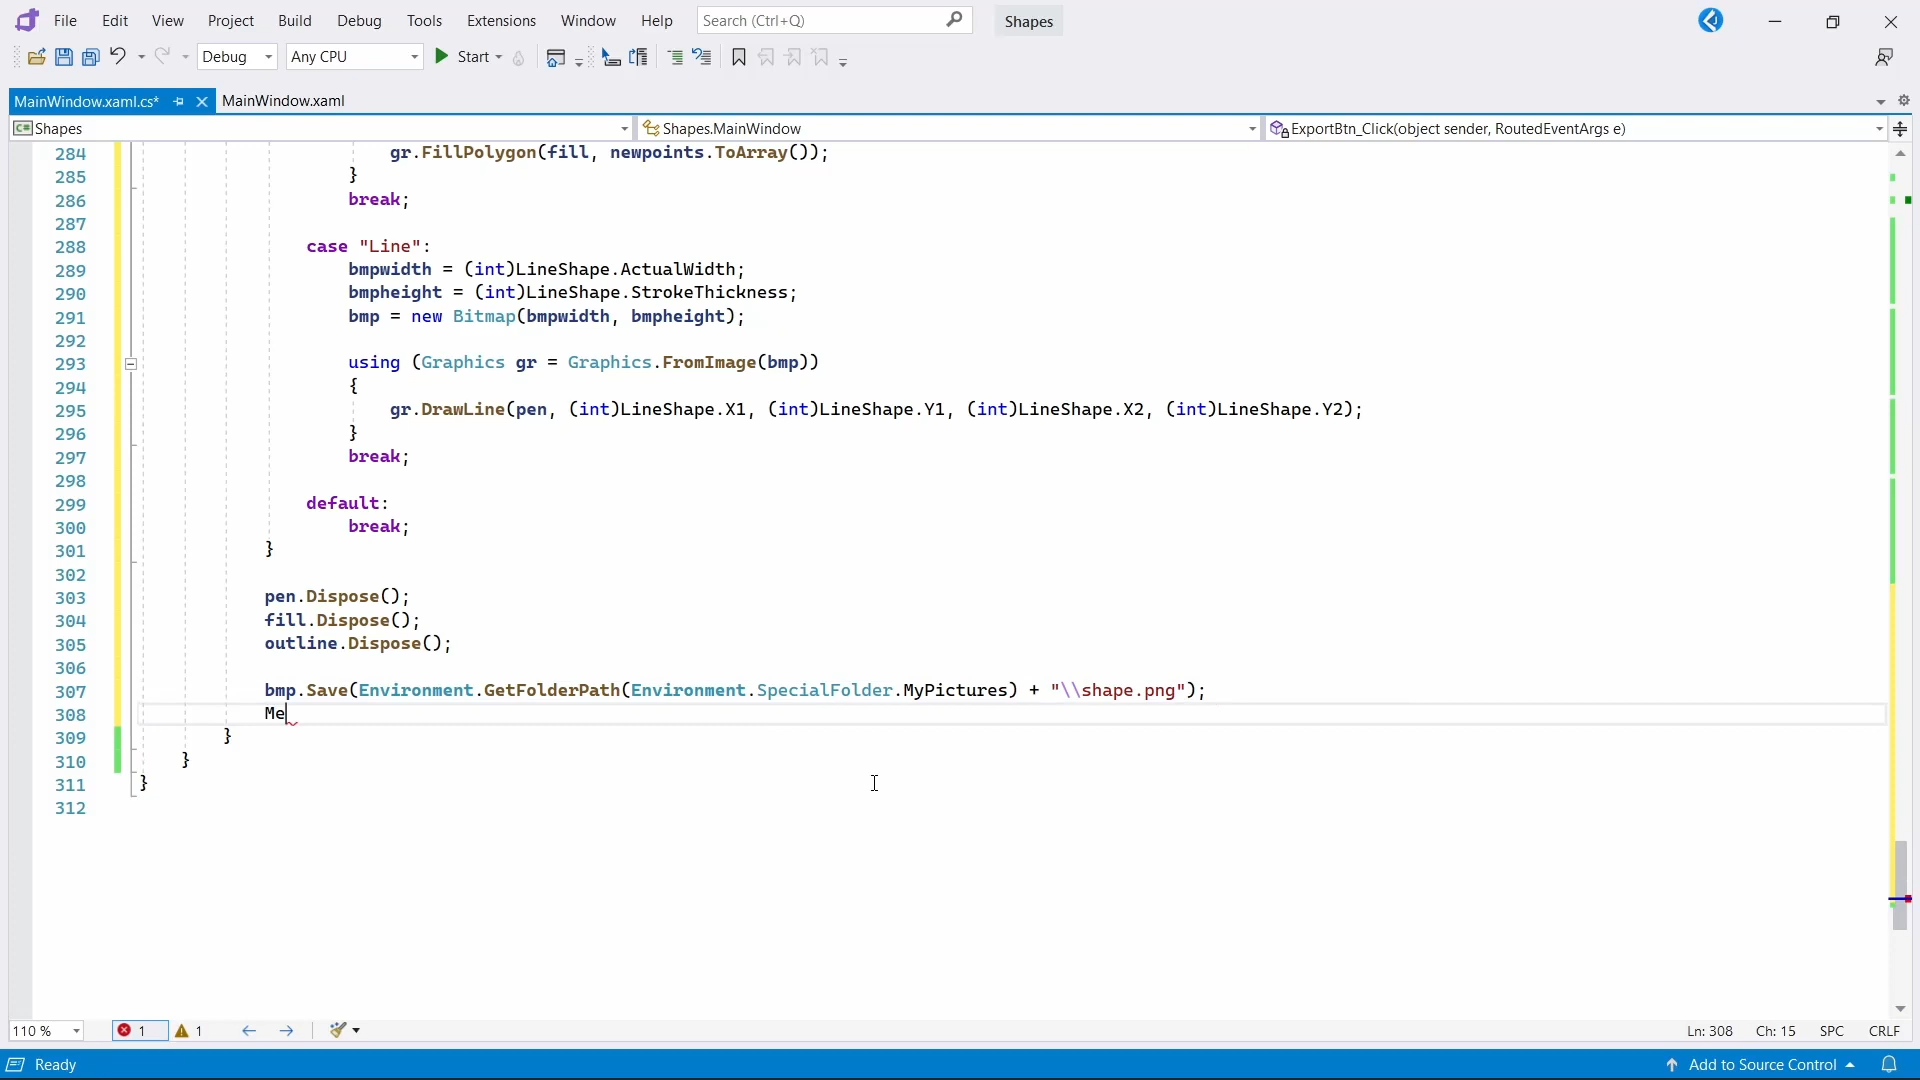 File Edit View Project Build Debug Tools Extensions Window Help Search (Ctrl+Q) Shapes
Debug Any CPU Start
MainWindow.xaml.cs* MainWindow.xaml
C# Shapes Shapes.MainWindow ExportBtn_Click(object sender, RoutedEventArgs e)
284 gr.FillPolygon(fill, newpoints.ToArray());
285 }
286 break;
287
288 case "Line":
289 bmpwidth = (int)LineShape.ActualWidth;
290 bmpheight = (int)LineShape.StrokeThickness;
291 bmp = new Bitmap(bmpwidth, bmpheight);
292
293 using (Graphics gr = Graphics.FromImage(bmp))
294 {
295 gr.DrawLine(pen, (int)LineShape.X1, (int)LineShape.Y1, (int)LineShape.X2, (int)LineShape.Y2);
296 }
297 break;
298
299 default:
300 break;
301 }
302
303 pen.Dispose();
304 fill.Dispose();
305 outline.Dispose();
306
307 bmp.Save(Environment.GetFolderPath(Environment.SpecialFolder.MyPictures) + "\\shape.png");
308 Me
309 }
310 }
311 }
312
110 % 1 1 Ln: 308 Ch: 15 SPC CRLF
Ready Add to Source Control